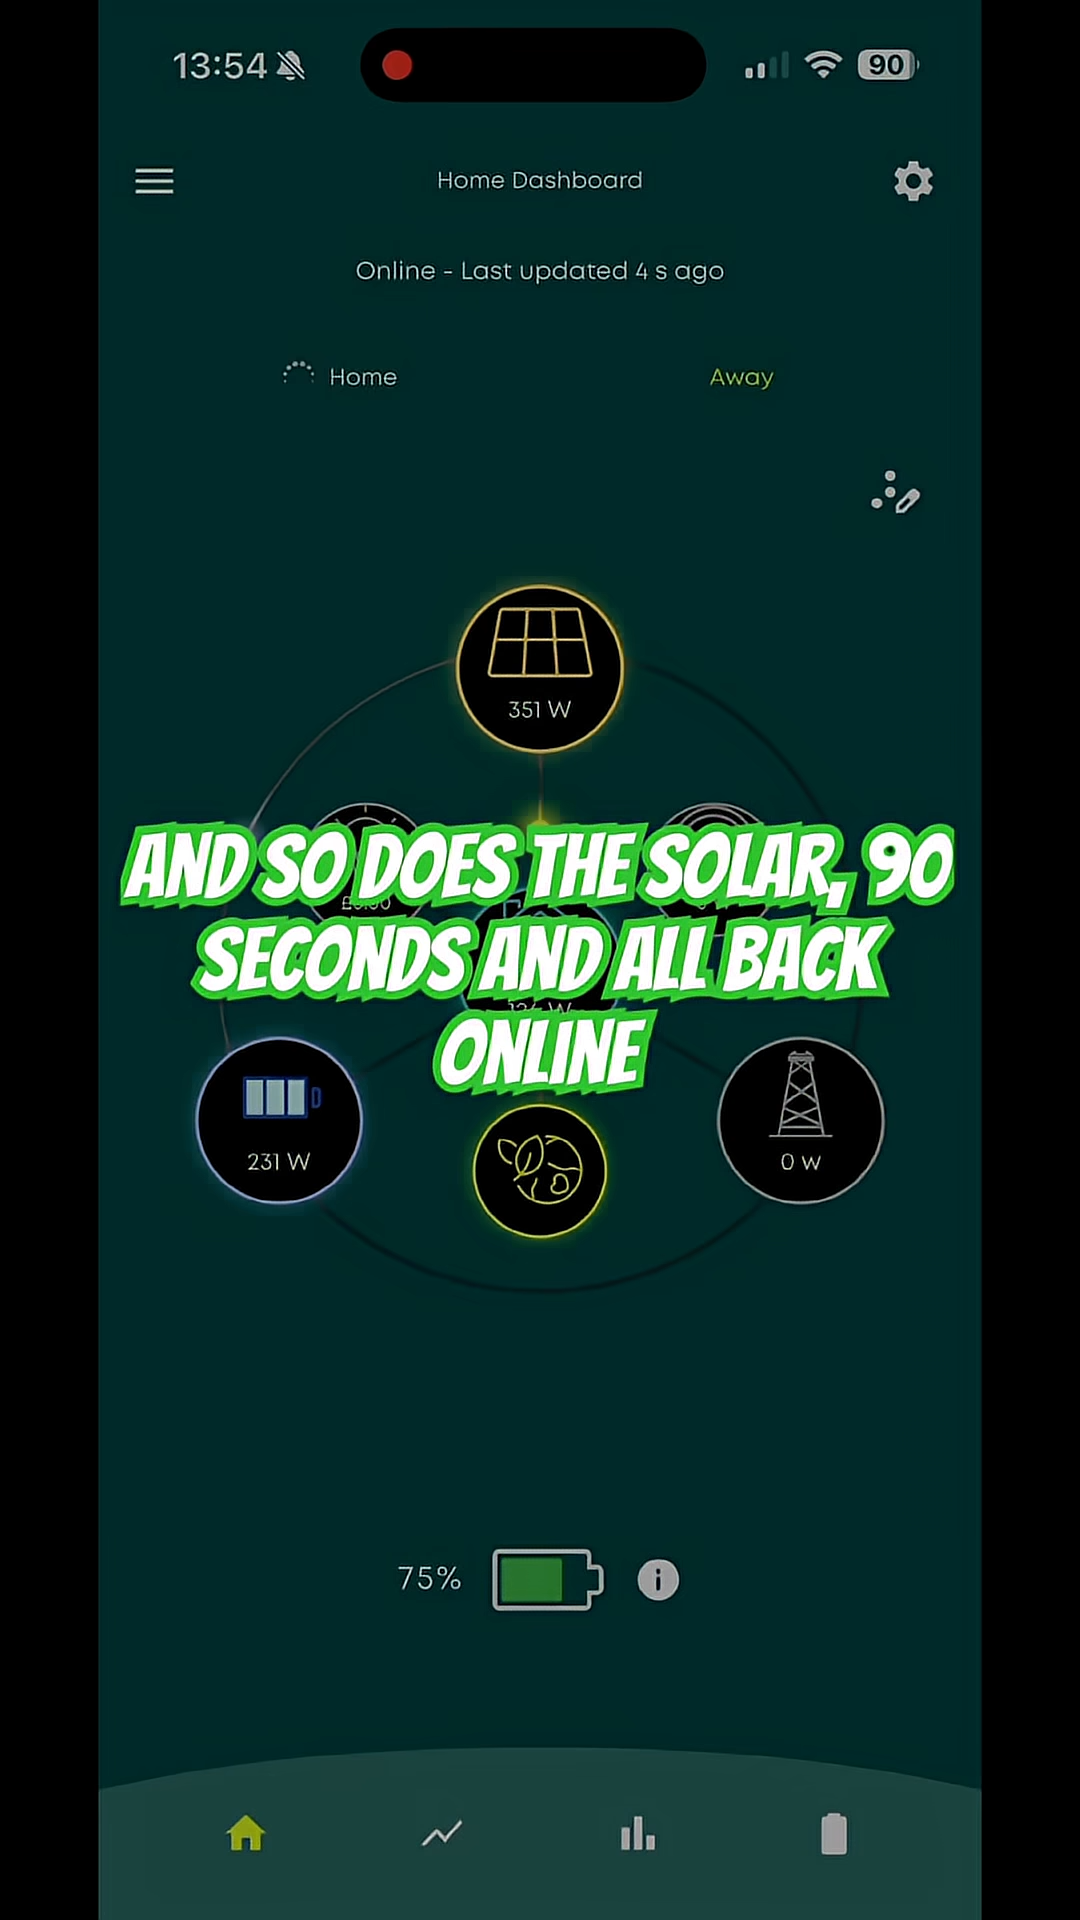 13:54
90
Home Dashboard
Online - Last updated 4 s ago
Home
Away
351 W
AND SO DOES THE SOLAR, 90
SECONDS AND ALL BACK
ONLINE
231 W
0 w
75%